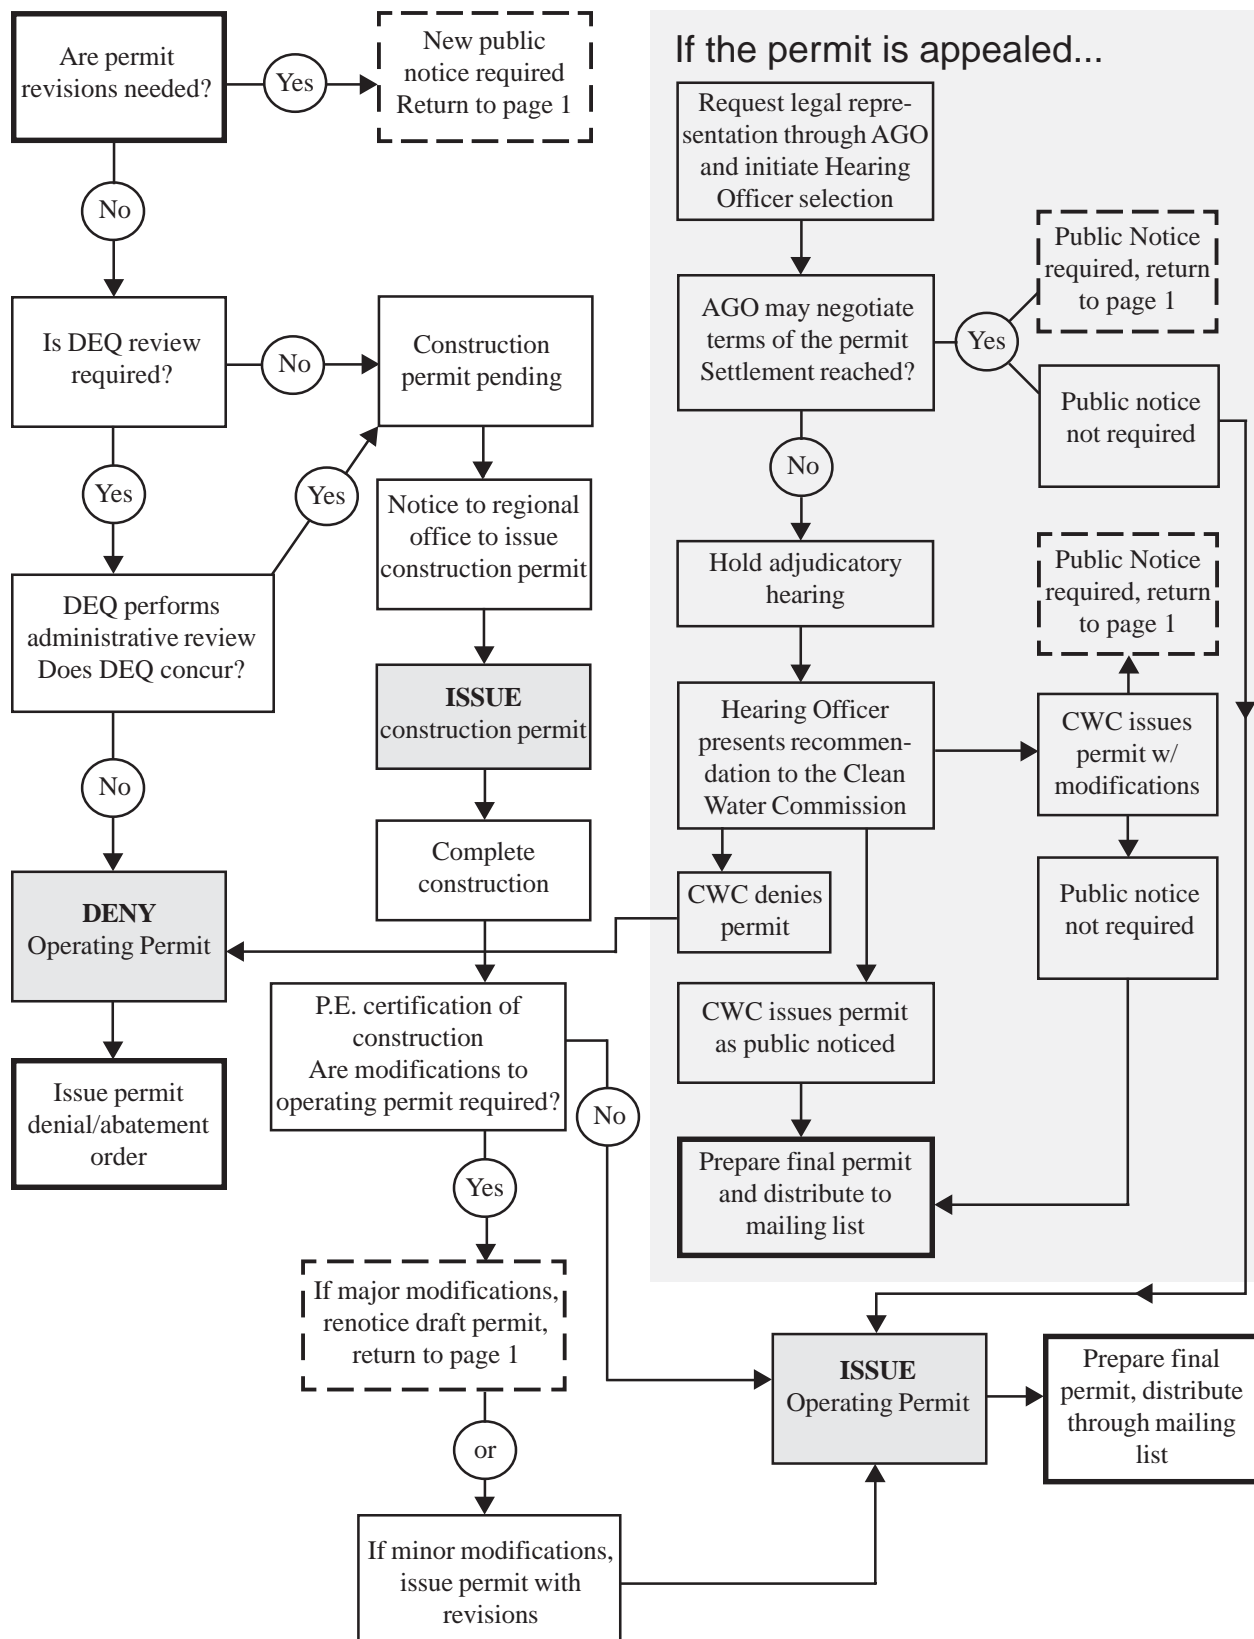 Are permit
revisions needed?
Yes
New public
notice required
Return to page 1
No
Is DEQ review
required?
No
Construction
permit pending
Yes
Yes
Notice to regional
office to issue
construction permit
DEQ performs
administrative review
Does DEQ concur?
ISSUE
construction permit
No
Complete
construction
DENY
Operating Permit
P.E. certification of
construction
Are modifications to
operating permit required?
No
Issue permit
denial/abatement
order
Yes
If major modifications,
renotice draft permit,
return to page 1
or
If minor modifications,
issue permit with
revisions
If the permit is appealed...
Request legal repre-
sentation through AGO
and initiate Hearing
Officer selection
AGO may negotiate
terms of the permit
Settlement reached?
Yes
Public Notice
required, return
to page 1
Public notice
not required
No
Hold adjudicatory
hearing
Public Notice
required, return
to page 1
Hearing Officer
presents recommen-
dation to the Clean
Water Commission
CWC issues
permit w/
modifications
CWC denies
permit
Public notice
not required
CWC issues permit
as public noticed
Prepare final permit
and distribute to
mailing list
ISSUE
Operating Permit
Prepare final
permit, distribute
through mailing
list